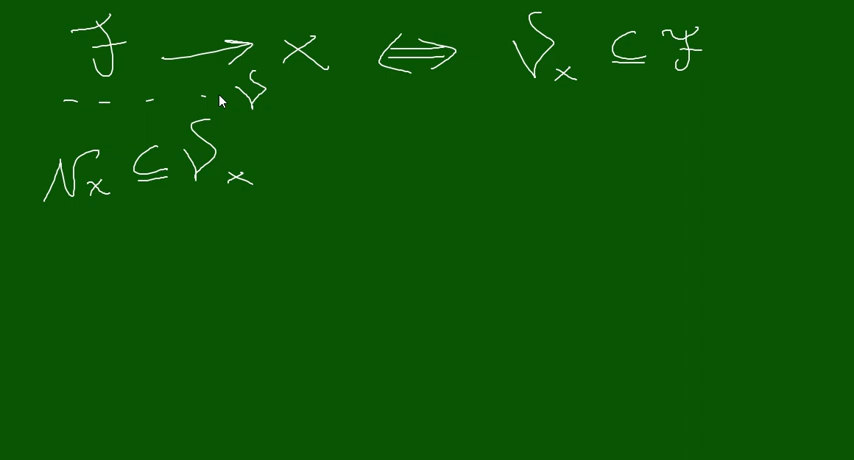 ℱ ⟶ x ⟺ 𝒱ₓ ⊆ ℱ
- - - - 𝒱
𝒩ₓ ⊆ 𝒱ₓ